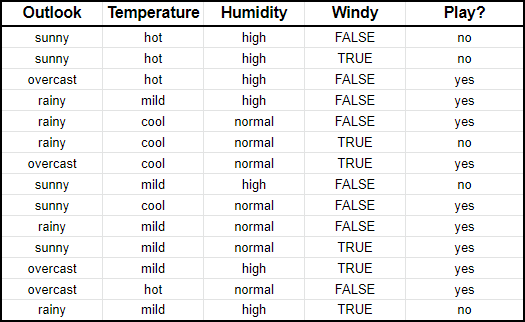 Outlook Temperature Humidity Windy Play?
sunny hot high FALSE no
sunny hot high TRUE no
overcast hot high FALSE yes
rainy mild high FALSE yes
rainy cool normal FALSE yes
rainy cool normal TRUE no
overcast cool normal TRUE yes
sunny mild high FALSE no
sunny cool normal FALSE yes
rainy mild normal FALSE yes
sunny mild normal TRUE yes
overcast mild high TRUE yes
overcast hot normal FALSE yes
rainy mild high TRUE no